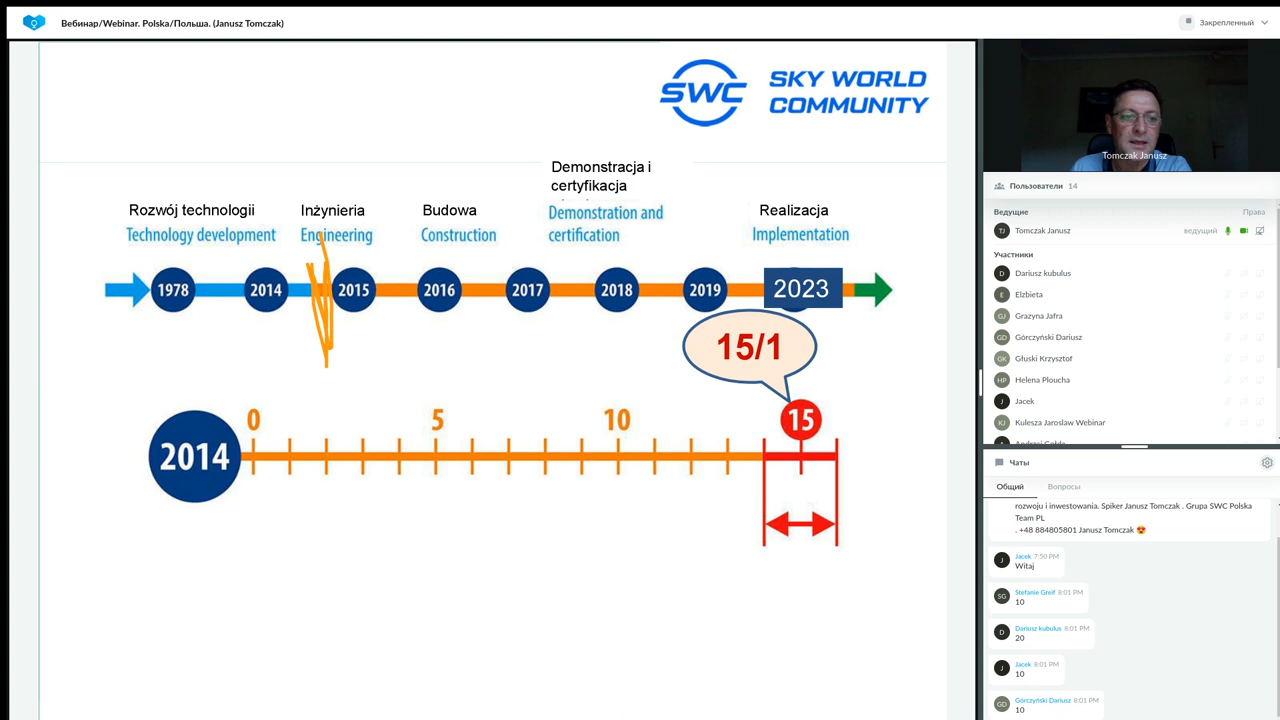 Вебинар/Webinar. Polska/Польша. (Janusz Tomczak)
Закрепленный
SWC
SKY WORLD
COMMUNITY
Demonstracja i
certyfikacja
Rozwój technologii
Inżynieria
Budowa
Realizacja
Technology development
Engineering
Construction
Demonstration and
certification
Implementation
1978
2014
2015
2016
2017
2018
2019
2023
15/1
0
5
10
15
2014
Tomczak Janusz
Пользователи 14
Ведущие
Права
TJ
Tomczak Janusz
ведущий
Участники
D
Dariusz kubulus
E
Elzbieta
GJ
Grazyna Jafra
GD
Górczyński Dariusz
GK
Głuski Krzysztof
HP
Helena Ploucha
J
Jacek
KJ
Kulesza Jaroslaw Webinar
Чаты
Общий
Вопросы
rozwoju i inwestowania. Spiker Janusz Tomczak . Grupa SWC Polska
Team PL
. +48 884805801 Janusz Tomczak 😍
J
Jacek 7:50 PM
Witaj
SG
Stefanie Greif 8:01 PM
10
D
Dariusz kubulus 8:01 PM
20
J
Jacek 8:01 PM
10
GD
Górczyński Dariusz 8:01 PM
10